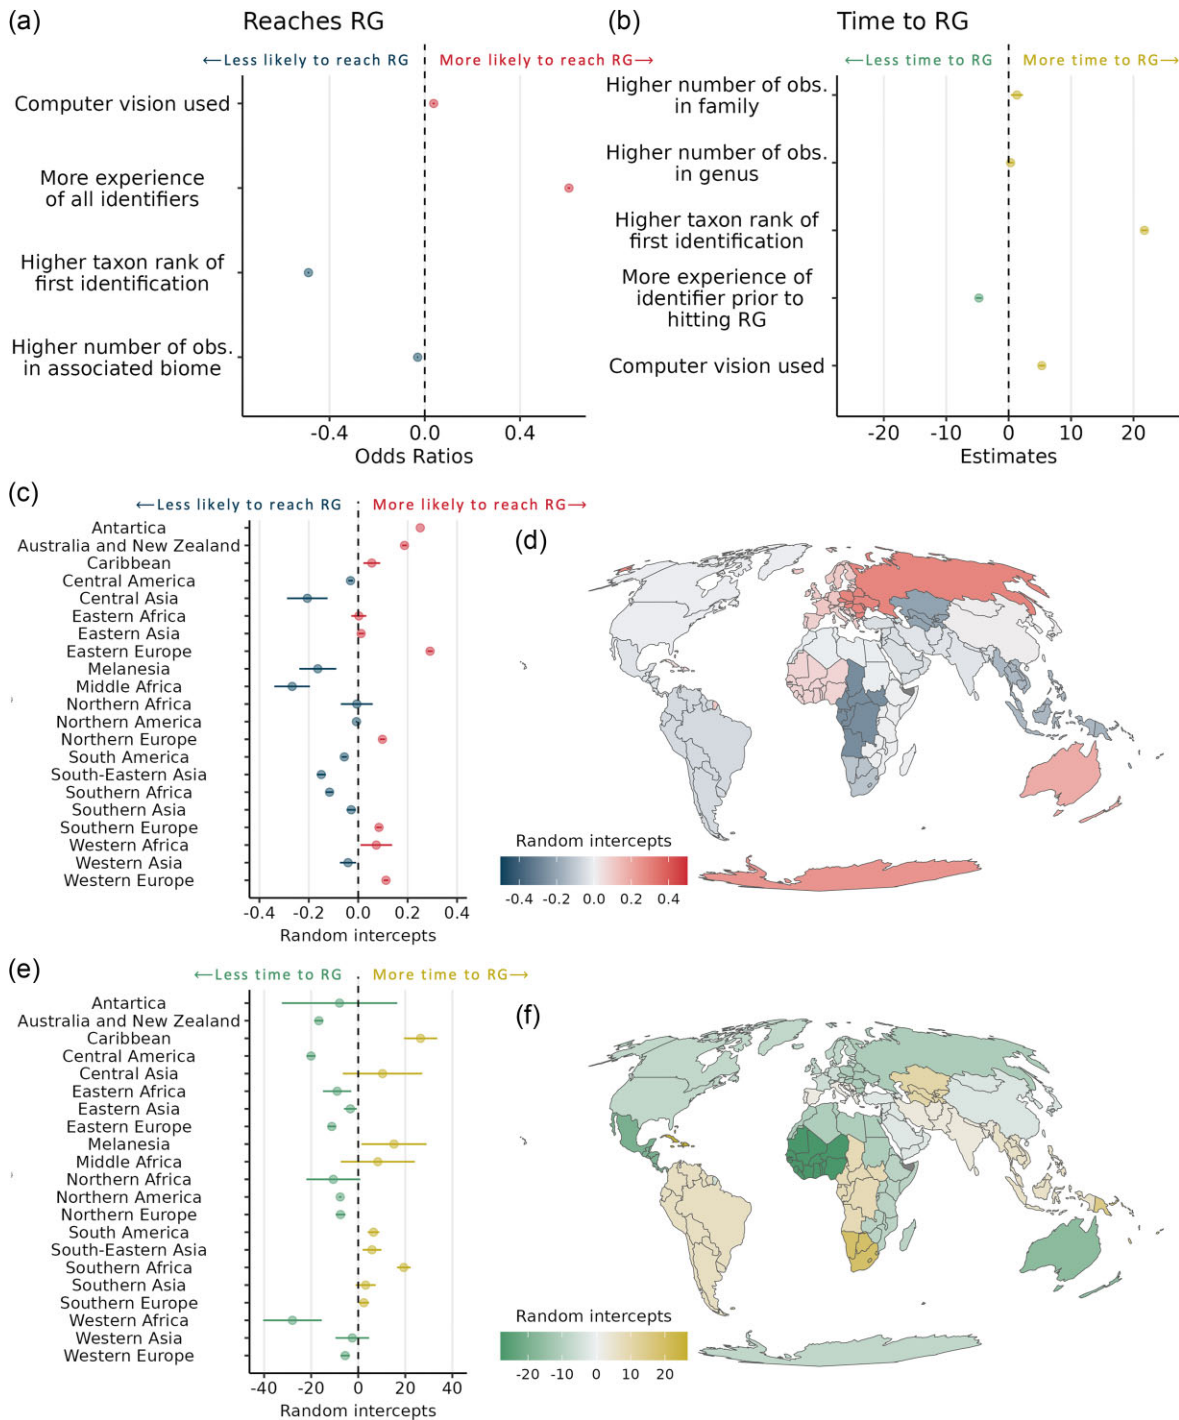 (a) Reaches RG
←Less likely to reach RG More likely to reach RG→
Computer vision used
More experience
of all identifiers
Higher taxon rank of
first identification
Higher number of obs.
in associated biome
-0.4 0.0 0.4
Odds Ratios
(b) Time to RG
←Less time to RG More time to RG→
Higher number of obs.
in family
Higher number of obs.
in genus
Higher taxon rank of
first identification
More experience of
identifier prior to
hitting RG
Computer vision used
-20 -10 0 10 20
Estimates
(c)
←Less likely to reach RG More likely to reach RG→
Antartica
Australia and New Zealand
Caribbean
Central America
Central Asia
Eastern Africa
Eastern Asia
Eastern Europe
Melanesia
Middle Africa
Northern Africa
Northern America
Northern Europe
South America
South-Eastern Asia
Southern Africa
Southern Asia
Southern Europe
Western Africa
Western Asia
Western Europe
-0.4 -0.2 0.0 0.2 0.4
Random intercepts
(d)
Random intercepts
-0.4 -0.2 0.0 0.2 0.4
(e)
←Less time to RG More time to RG→
Antartica
Australia and New Zealand
Caribbean
Central America
Central Asia
Eastern Africa
Eastern Asia
Eastern Europe
Melanesia
Middle Africa
Northern Africa
Northern America
Northern Europe
South America
South-Eastern Asia
Southern Africa
Southern Asia
Southern Europe
Western Africa
Western Asia
Western Europe
-40 -20 0 20 40
Random intercepts
(f)
Random intercepts
-20 -10 0 10 20